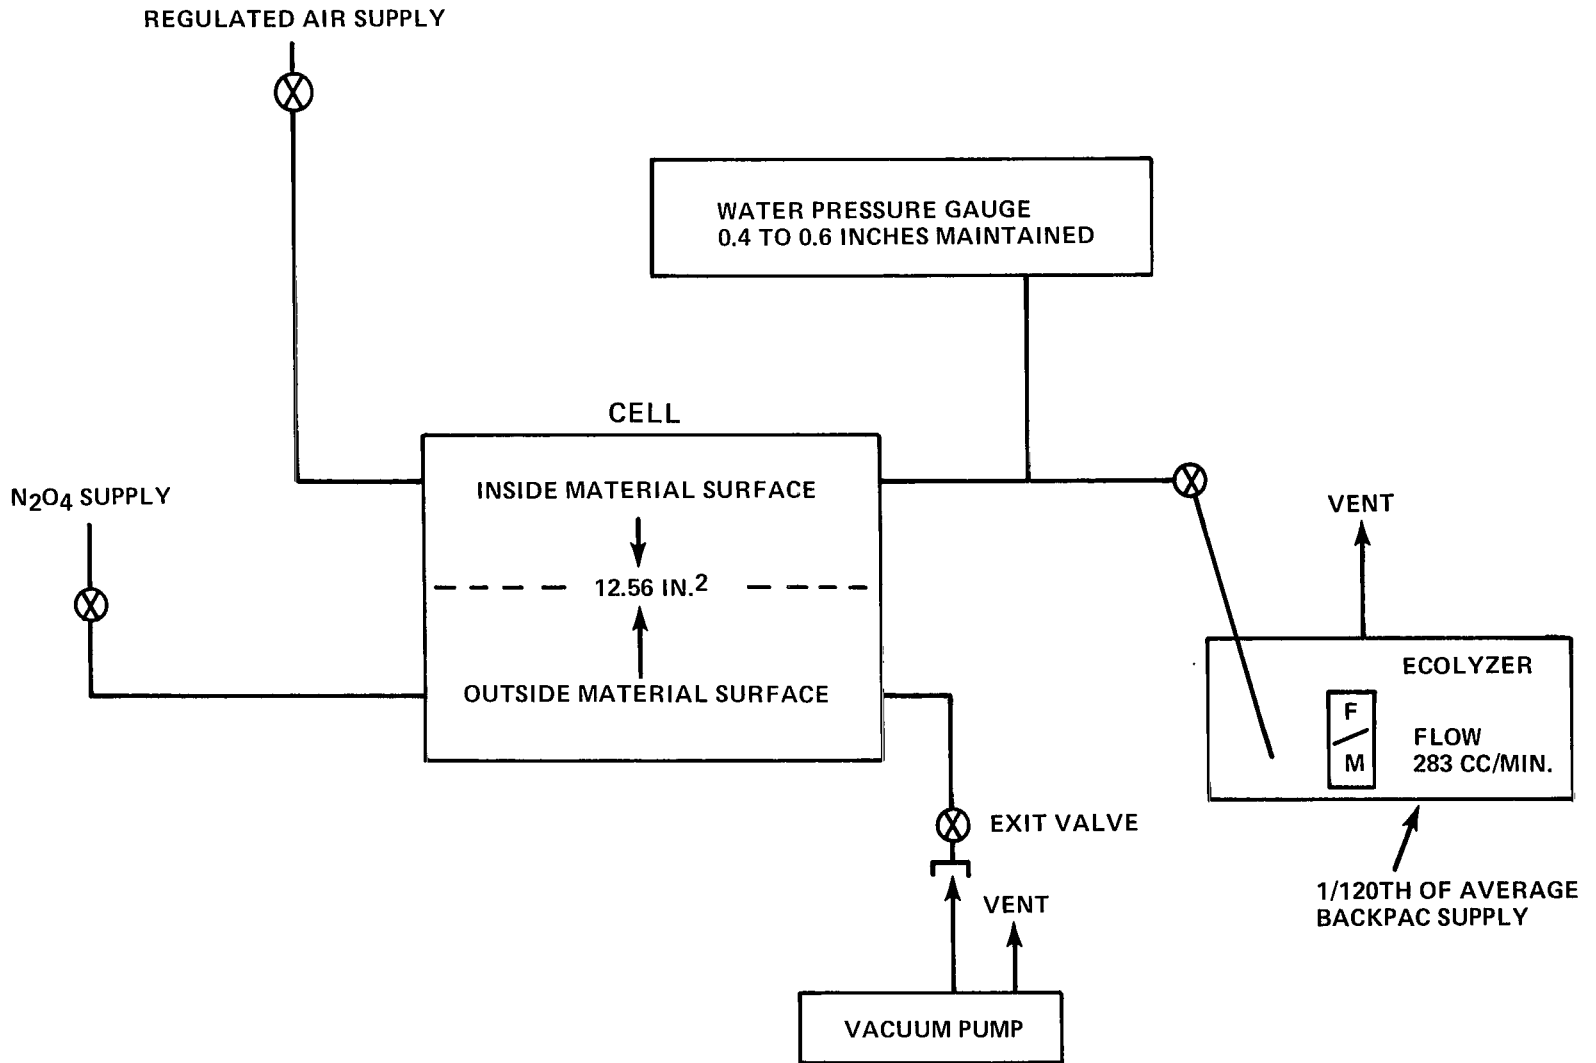 REGULATED AIR SUPPLY
WATER PRESSURE GAUGE
0.4 TO 0.6 INCHES MAINTAINED
CELL
N₂O₄ SUPPLY
INSIDE MATERIAL SURFACE
12.56 IN.²
OUTSIDE MATERIAL SURFACE
VENT
ECOLYZER
F
M
FLOW
283 CC/MIN.
EXIT VALVE
1/120TH OF AVERAGE
BACKPAC SUPPLY
VENT
VACUUM PUMP